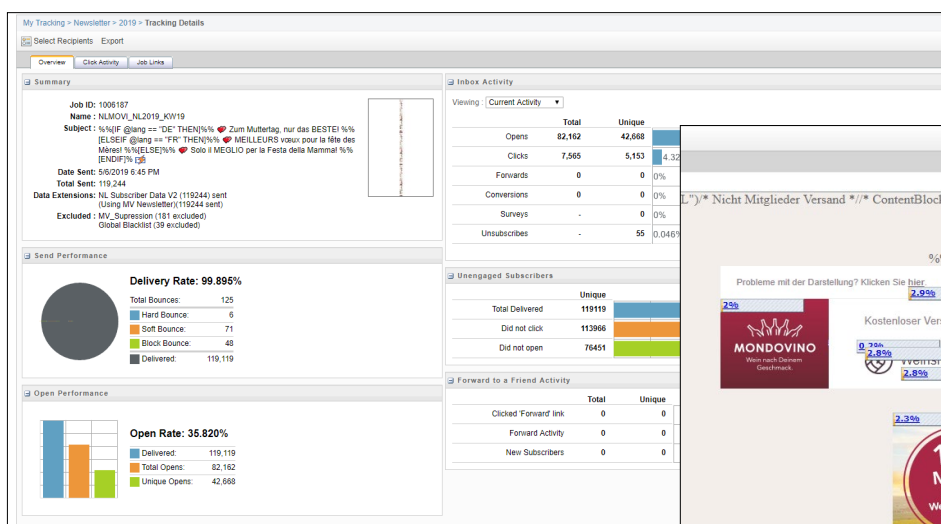 My Tracking > Newsletter > 2019 > Tracking Details
Select Recipients Export
Overview Click Activity Job Links
Summary
Job ID: 1006187
Name : NLMOVI_NL2019_KW19
Subject : %%[IF @lang == "DE" THEN]%% Zum Muttertag, nur das BESTE! %%
[ELSEIF @lang == "FR" THEN]%% MEILLEURS vœux pour la fête des
Mères! %%[ELSE]%% Solo il MEGLIO per la Festa della Mamma! %%
[ENDIF]%
Date Sent: 5/6/2019 6:45 PM
Total Sent: 119,244
Data Extensions: NL Subscriber Data V2 (119244) sent
(Using MV Newsletter)(119244 sent)
Excluded : MV_Supression (181 excluded)
Global Blacklist (39 excluded)
Send Performance
Delivery Rate: 99.895%
Total Bounces: 125
Hard Bounce: 6
Soft Bounce: 71
Block Bounce: 48
Delivered: 119,119
Open Performance
Open Rate: 35.820%
Delivered: 119,119
Total Opens: 82,162
Unique Opens: 42,668
Inbox Activity
Viewing : Current Activity
Total Unique
Opens 82,162 42,668
Clicks 7,565 5,153 4.32
Forwards 0 0 0%
Conversions 0 0 0%
Surveys - 0 0%
Unsubscribes - 55 0.046%
Unengaged Subscribers
Unique
Total Delivered 119119
Did not click 113966
Did not open 76451
Forward to a Friend Activity
Total Unique
Clicked 'Forward' link 0 0
Forward Activity 0 0
New Subscribers 0 0
L")/* Nicht Mitglieder Versand *//* ContentBlock
%%
Probleme mit der Darstellung? Klicken Sie hier.
2.9%
2%
Kostenloser Vers
MONDOVINO
Wein nach Deinem
Geschmack.
0.2%
2.8%
2.8%
2.3%